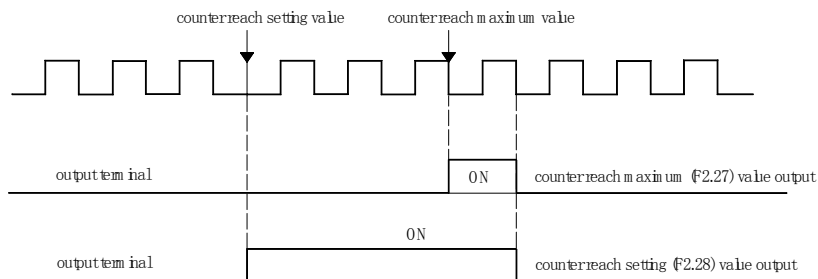 counter reach setting value counter reach maximum value
output terminal ON counter reach maximum (F2.27) value output
ON
output terminal counter reach setting (F2.28) value output